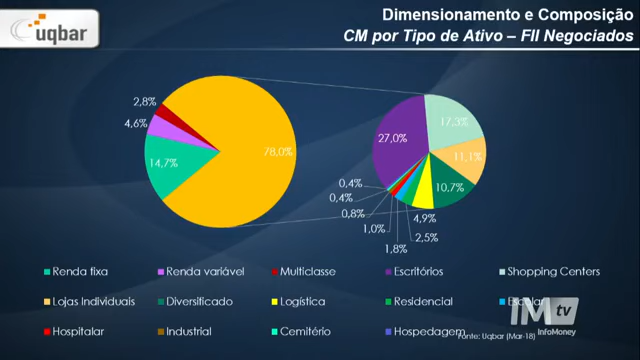 uqbar
Dimensionamento e Composição
CM por Tipo de Ativo – FII Negociados
2,8%
4,6%
14,7%
78,0%
27,0%
17,3%
11,1%
10,7%
4,9%
2,5%
1,8%
1,0%
0,8%
0,4%
0,4%
Renda fixa
Renda variável
Multiclasse
Escritórios
Shopping Centers
Lojas Individuais
Diversificado
Logística
Residencial
Escolar
Hospitalar
Industrial
Cemitério
Hospedagem
Fonte: Uqbar (Mar-18)
IM tv
InfoMoney